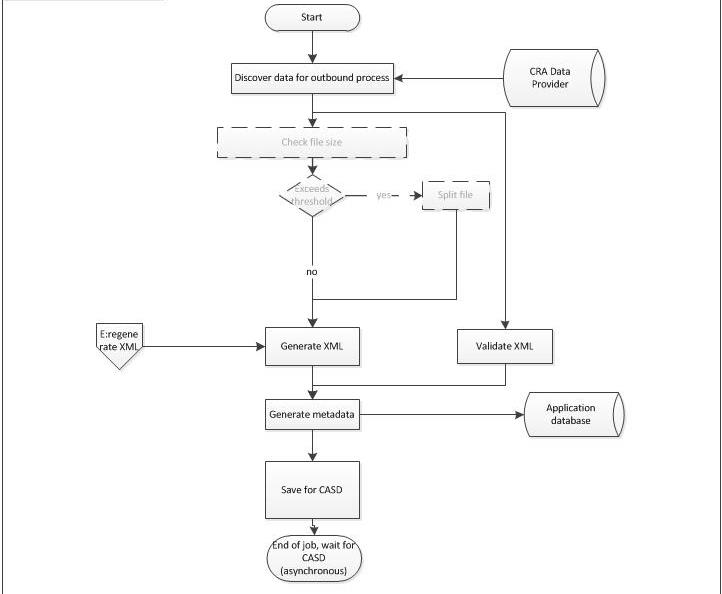 Start
Discover data for outbound process
CRA Data
Provider
Check file size
Exceeds
threshold
yes
Split file
no
E:regene
rate XML
Generate XML
Validate XML
Generate metadata
Application
database
Save for CASD
End of job, wait for
CASD
(asynchronous)